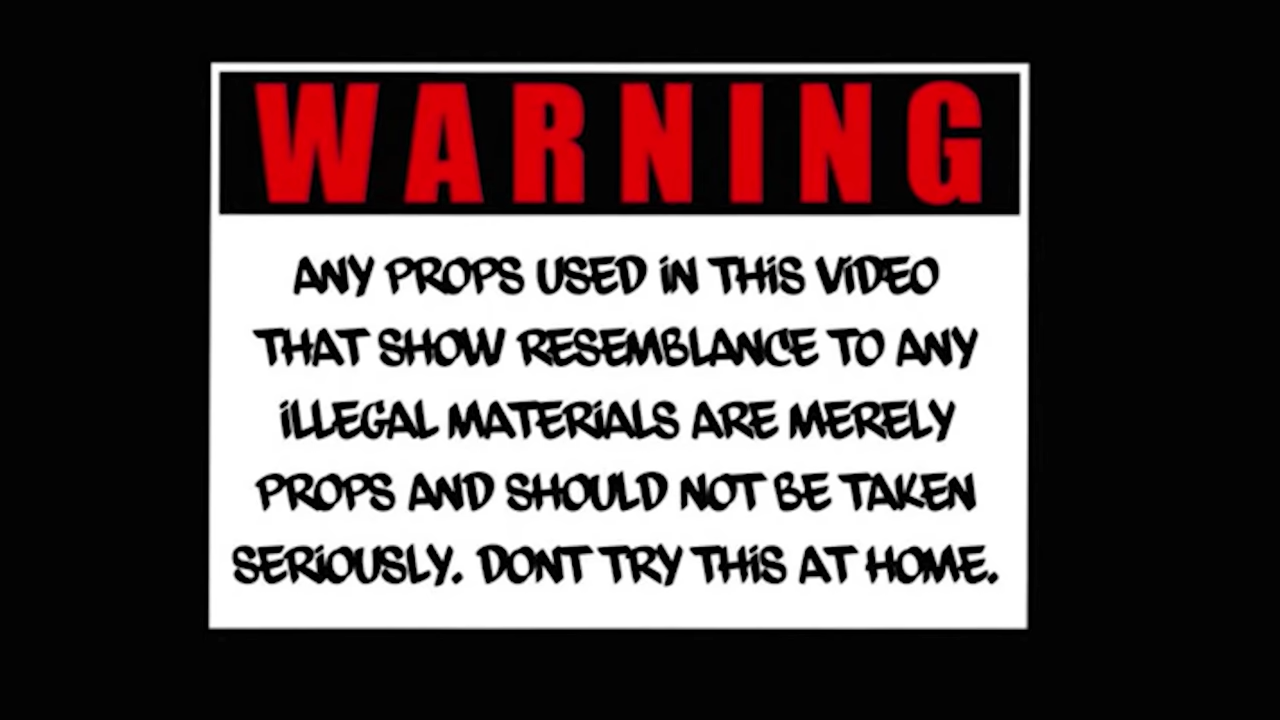 WARNING
ANY PROPS USED iN THiS ViDEO
THAT SHOW RESEMBLANCE TO ANY
iLLEGAL MATERiALS ARE MERELY
PROPS AND SHOULD NOT BE TAKEN
SERiOUSLY. DONT TRY THiS AT HOME.